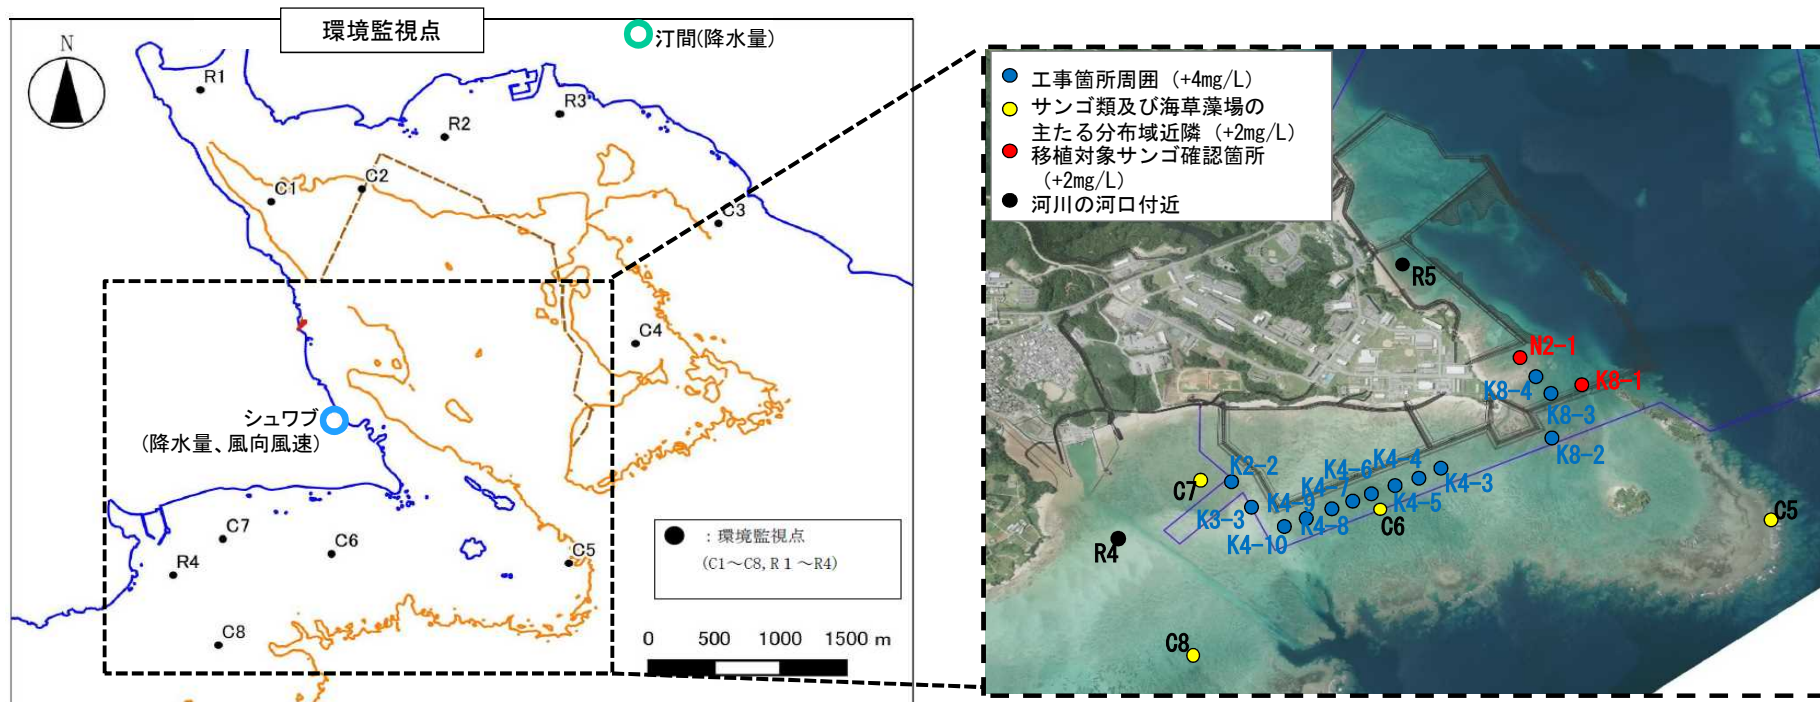 環境監視点
汀間(降水量)
N
R1
R2
R3
C1
C2
C3
C4
シュワブ
(降水量、風向風速)
C7
C6
C5
R4
C8
：環境監視点
(C1～C8,R１～R4)
0 500 1000 1500 m
工事箇所周囲（+4mg/L）
サンゴ類及び海草藻場の
主たる分布域近隣（+2mg/L）
移植対象サンゴ確認箇所
（+2mg/L）
河川の河口付近
R5
N2-1
K8-1
K8-4
K8-3
K8-2
K4-4
K4-6
K2-2
K4-3
C7
K4-7
K4-5
K4-9
K3-3
C6
C5
K4-8
K4-10
R4
C8